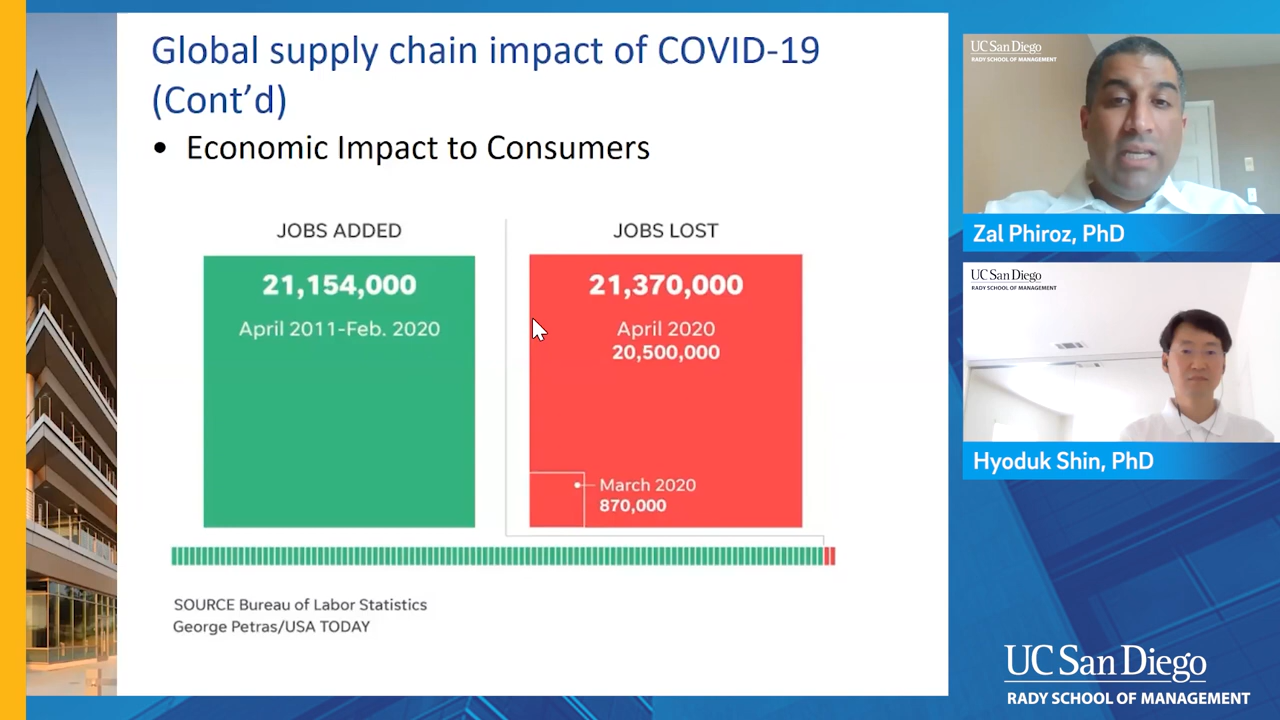 Global supply chain impact of COVID-19
(Cont'd)
• Economic Impact to Consumers
JOBS ADDED
21,154,000
April 2011-Feb. 2020
JOBS LOST
21,370,000
April 2020
20,500,000
March 2020
870,000
SOURCE Bureau of Labor Statistics
George Petras/USA TODAY
UC San Diego
RADY SCHOOL OF MANAGEMENT
Zal Phiroz, PhD
UC San Diego
RADY SCHOOL OF MANAGEMENT
Hyoduk Shin, PhD
UC San Diego
RADY SCHOOL OF MANAGEMENT